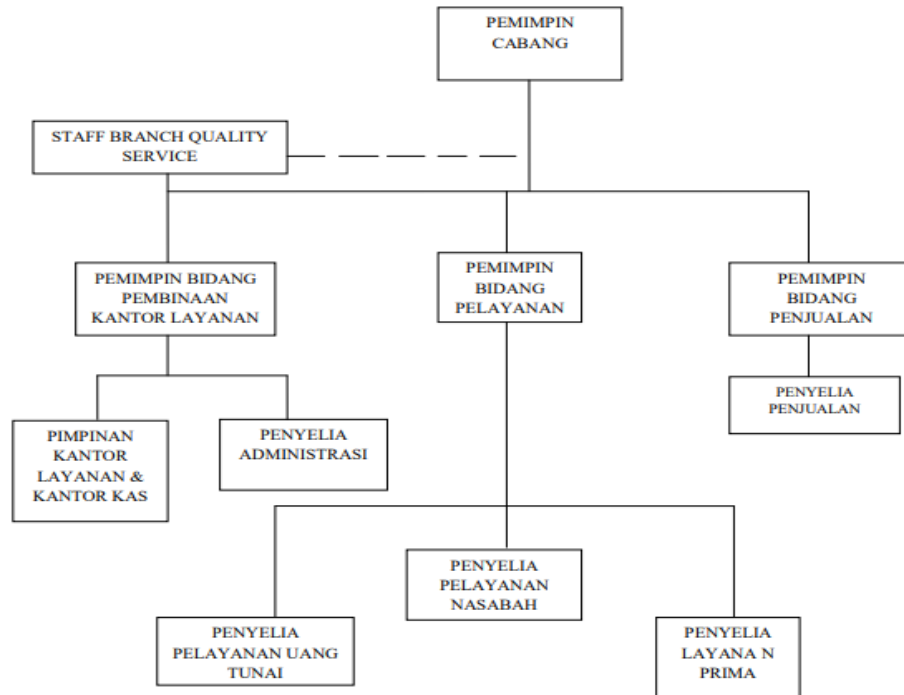 PEMIMPIN
CABANG
STAFF BRANCH QUALITY
SERVICE
PEMIMPIN BIDANG
PEMBINAAN
KANTOR LAYANAN
PEMIMPIN
BIDANG
PELAYANAN
PEMIMPIN
BIDANG
PENJUALAN
PENYELIA
PENJUALAN
PIMPINAN
KANTOR
LAYANAN &
KANTOR KAS
PENYELIA
ADMINISTRASI
PENYELIA
PELAYANAN
NASABAH
PENYELIA
PELAYANAN UANG
TUNAI
PENYELIA
LAYANA N
PRIMA